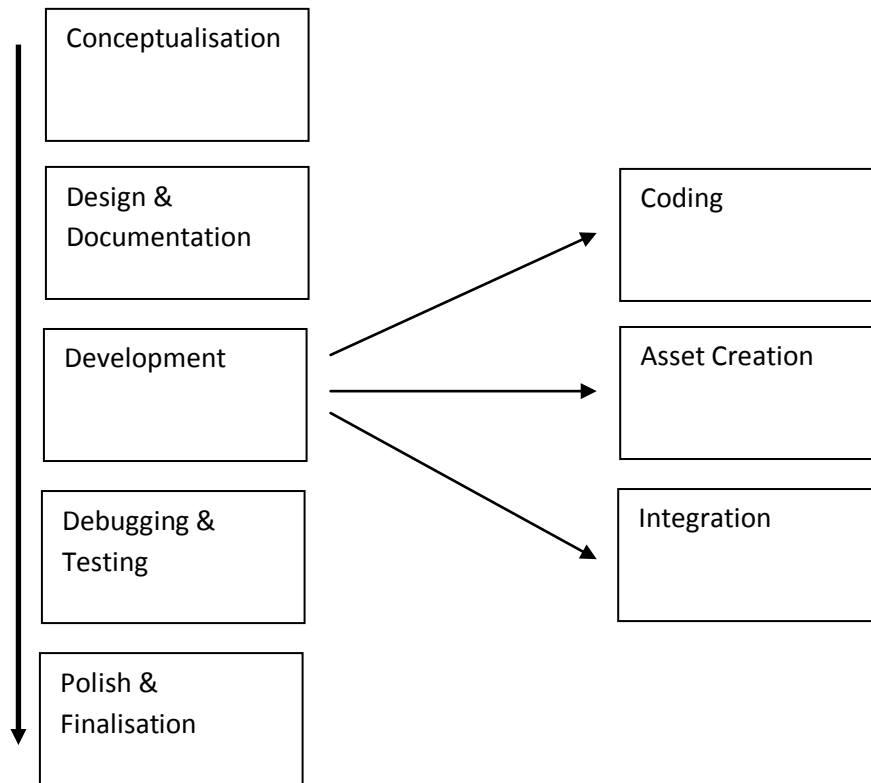 Conceptualisation
Design &
Documentation
Development
Debugging &
Testing
Polish &
Finalisation
Coding
Asset Creation
Integration